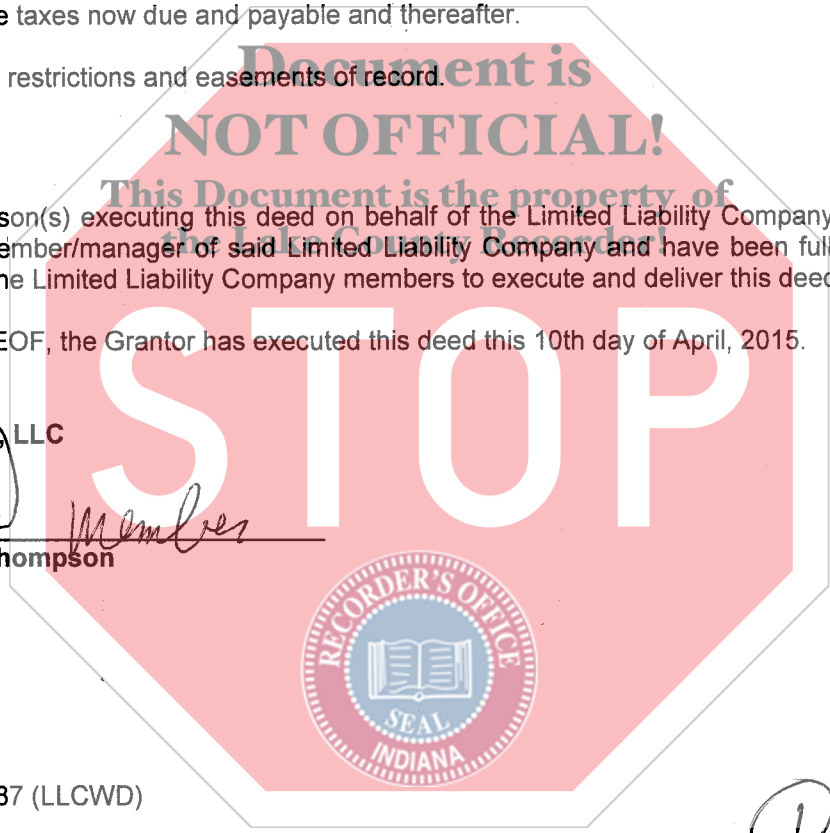 e taxes now due and payable and thereafter.
Document is
restrictions and easements of record.
NOT OFFICIAL!
This Document is the property of
son(s) executing this deed on behalf of the Limited Liability Company
the Lake County Recorder!
ember/manager of said Limited Liability Company and have been full
he Limited Liability Company members to execute and deliver this deed
EOF, the Grantor has executed this deed this 10th day of April, 2015.
STOP
LLC
Member
hompson
RECORDER'S OFFICE
SEAL
INDIANA
87 (LLCWD)